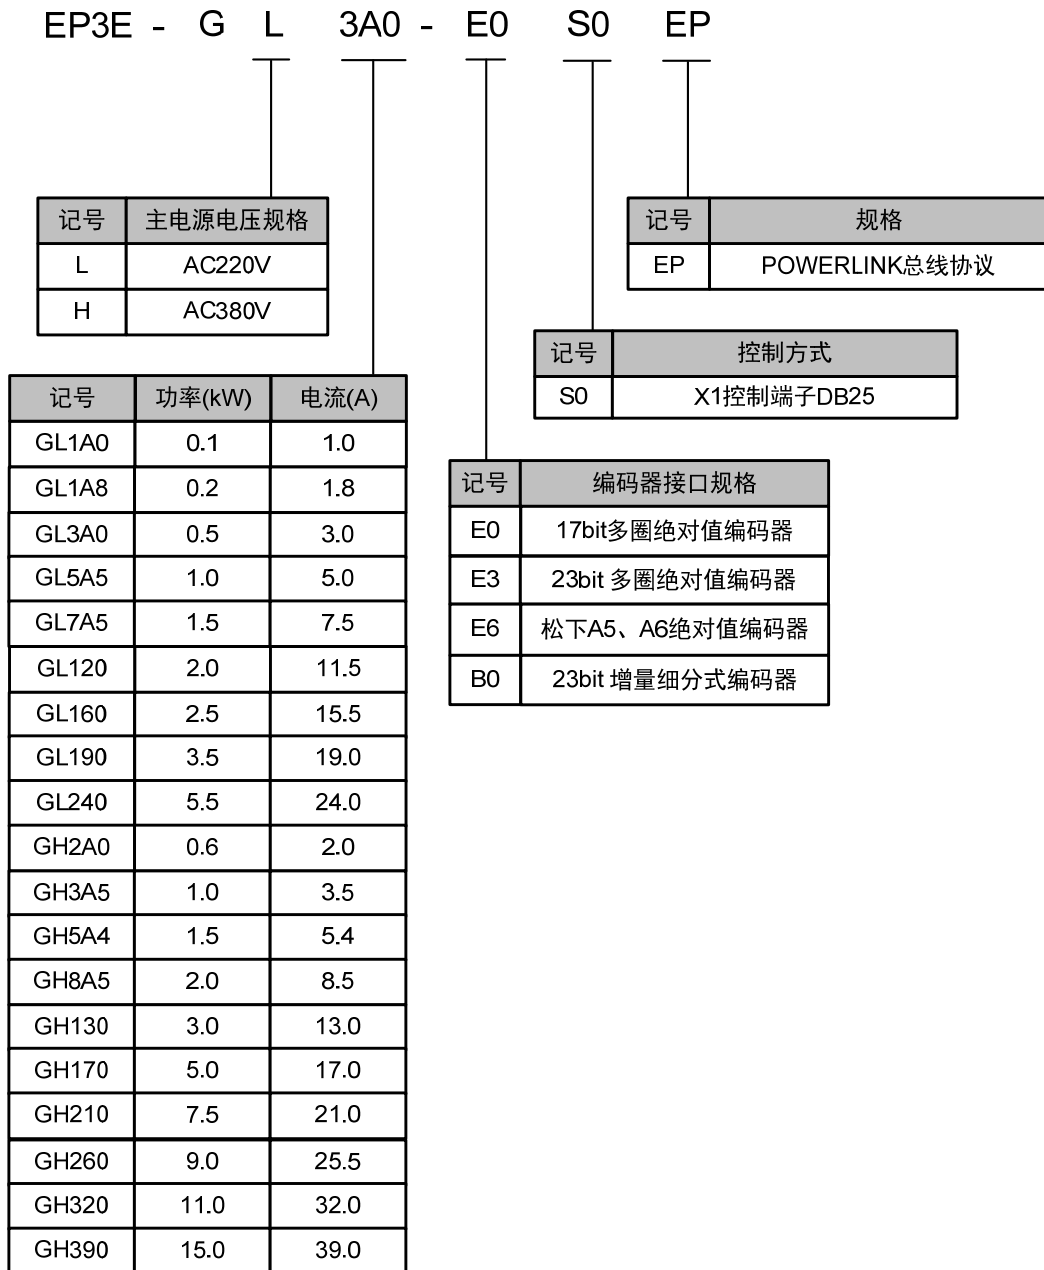 EP3E - G L 3A0 - E0 S0 EP
记号 主电源电压规格
L AC220V
H AC380V
记号 规格
EP POWERLINK总线协议
记号 控制方式
S0 X1控制端子DB25
记号 功率(kW) 电流(A)
GL1A0 0.1 1.0
GL1A8 0.2 1.8
GL3A0 0.5 3.0
GL5A5 1.0 5.0
GL7A5 1.5 7.5
GL120 2.0 11.5
GL160 2.5 15.5
GL190 3.5 19.0
GL240 5.5 24.0
GH2A0 0.6 2.0
GH3A5 1.0 3.5
GH5A4 1.5 5.4
GH8A5 2.0 8.5
GH130 3.0 13.0
GH170 5.0 17.0
GH210 7.5 21.0
GH260 9.0 25.5
GH320 11.0 32.0
GH390 15.0 39.0
记号 编码器接口规格
E0 17bit多圈绝对值编码器
E3 23bit 多圈绝对值编码器
E6 松下A5、A6绝对值编码器
B0 23bit 增量细分式编码器